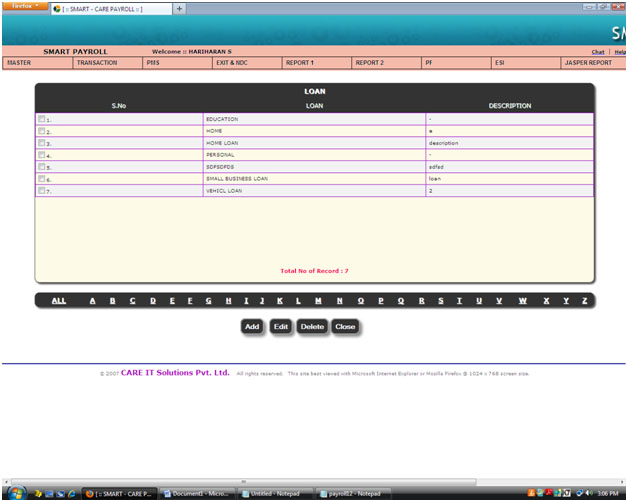 Firefox
[ :: SMART - CARE PAYROLL :: ]
SM
SMART PAYROLL Welcome :: HARIHARAN S Chat | Help
MASTER TRANSACTION PMS EXIT & NDC REPORT 1 REPORT 2 PF ESI JASPER REPORT
LOAN
S.No LOAN DESCRIPTION
1. EDUCATION -
2. HOME e
3. HOME LOAN description
4. PERSONAL -
5. SDFSDFDS sdfsd
6. SMALL BUSINESS LOAN loan
7. VEHICL LOAN 2
Total No of Record : 7
ALL A B C D E F G H I J K L M N O P Q R S T U V W X Y Z
Add Edit Delete Close
© 2007 CARE IT Solutions Pvt. Ltd. All rights reserved. This site best viewed with Microsoft Internet Explorer or Mozilla Firefox @ 1024 x 768 screen size.
[ :: SMART - CARE P... Document1 - Micro... Untitled - Notepad payroll12 - Notepad 3:06 PM